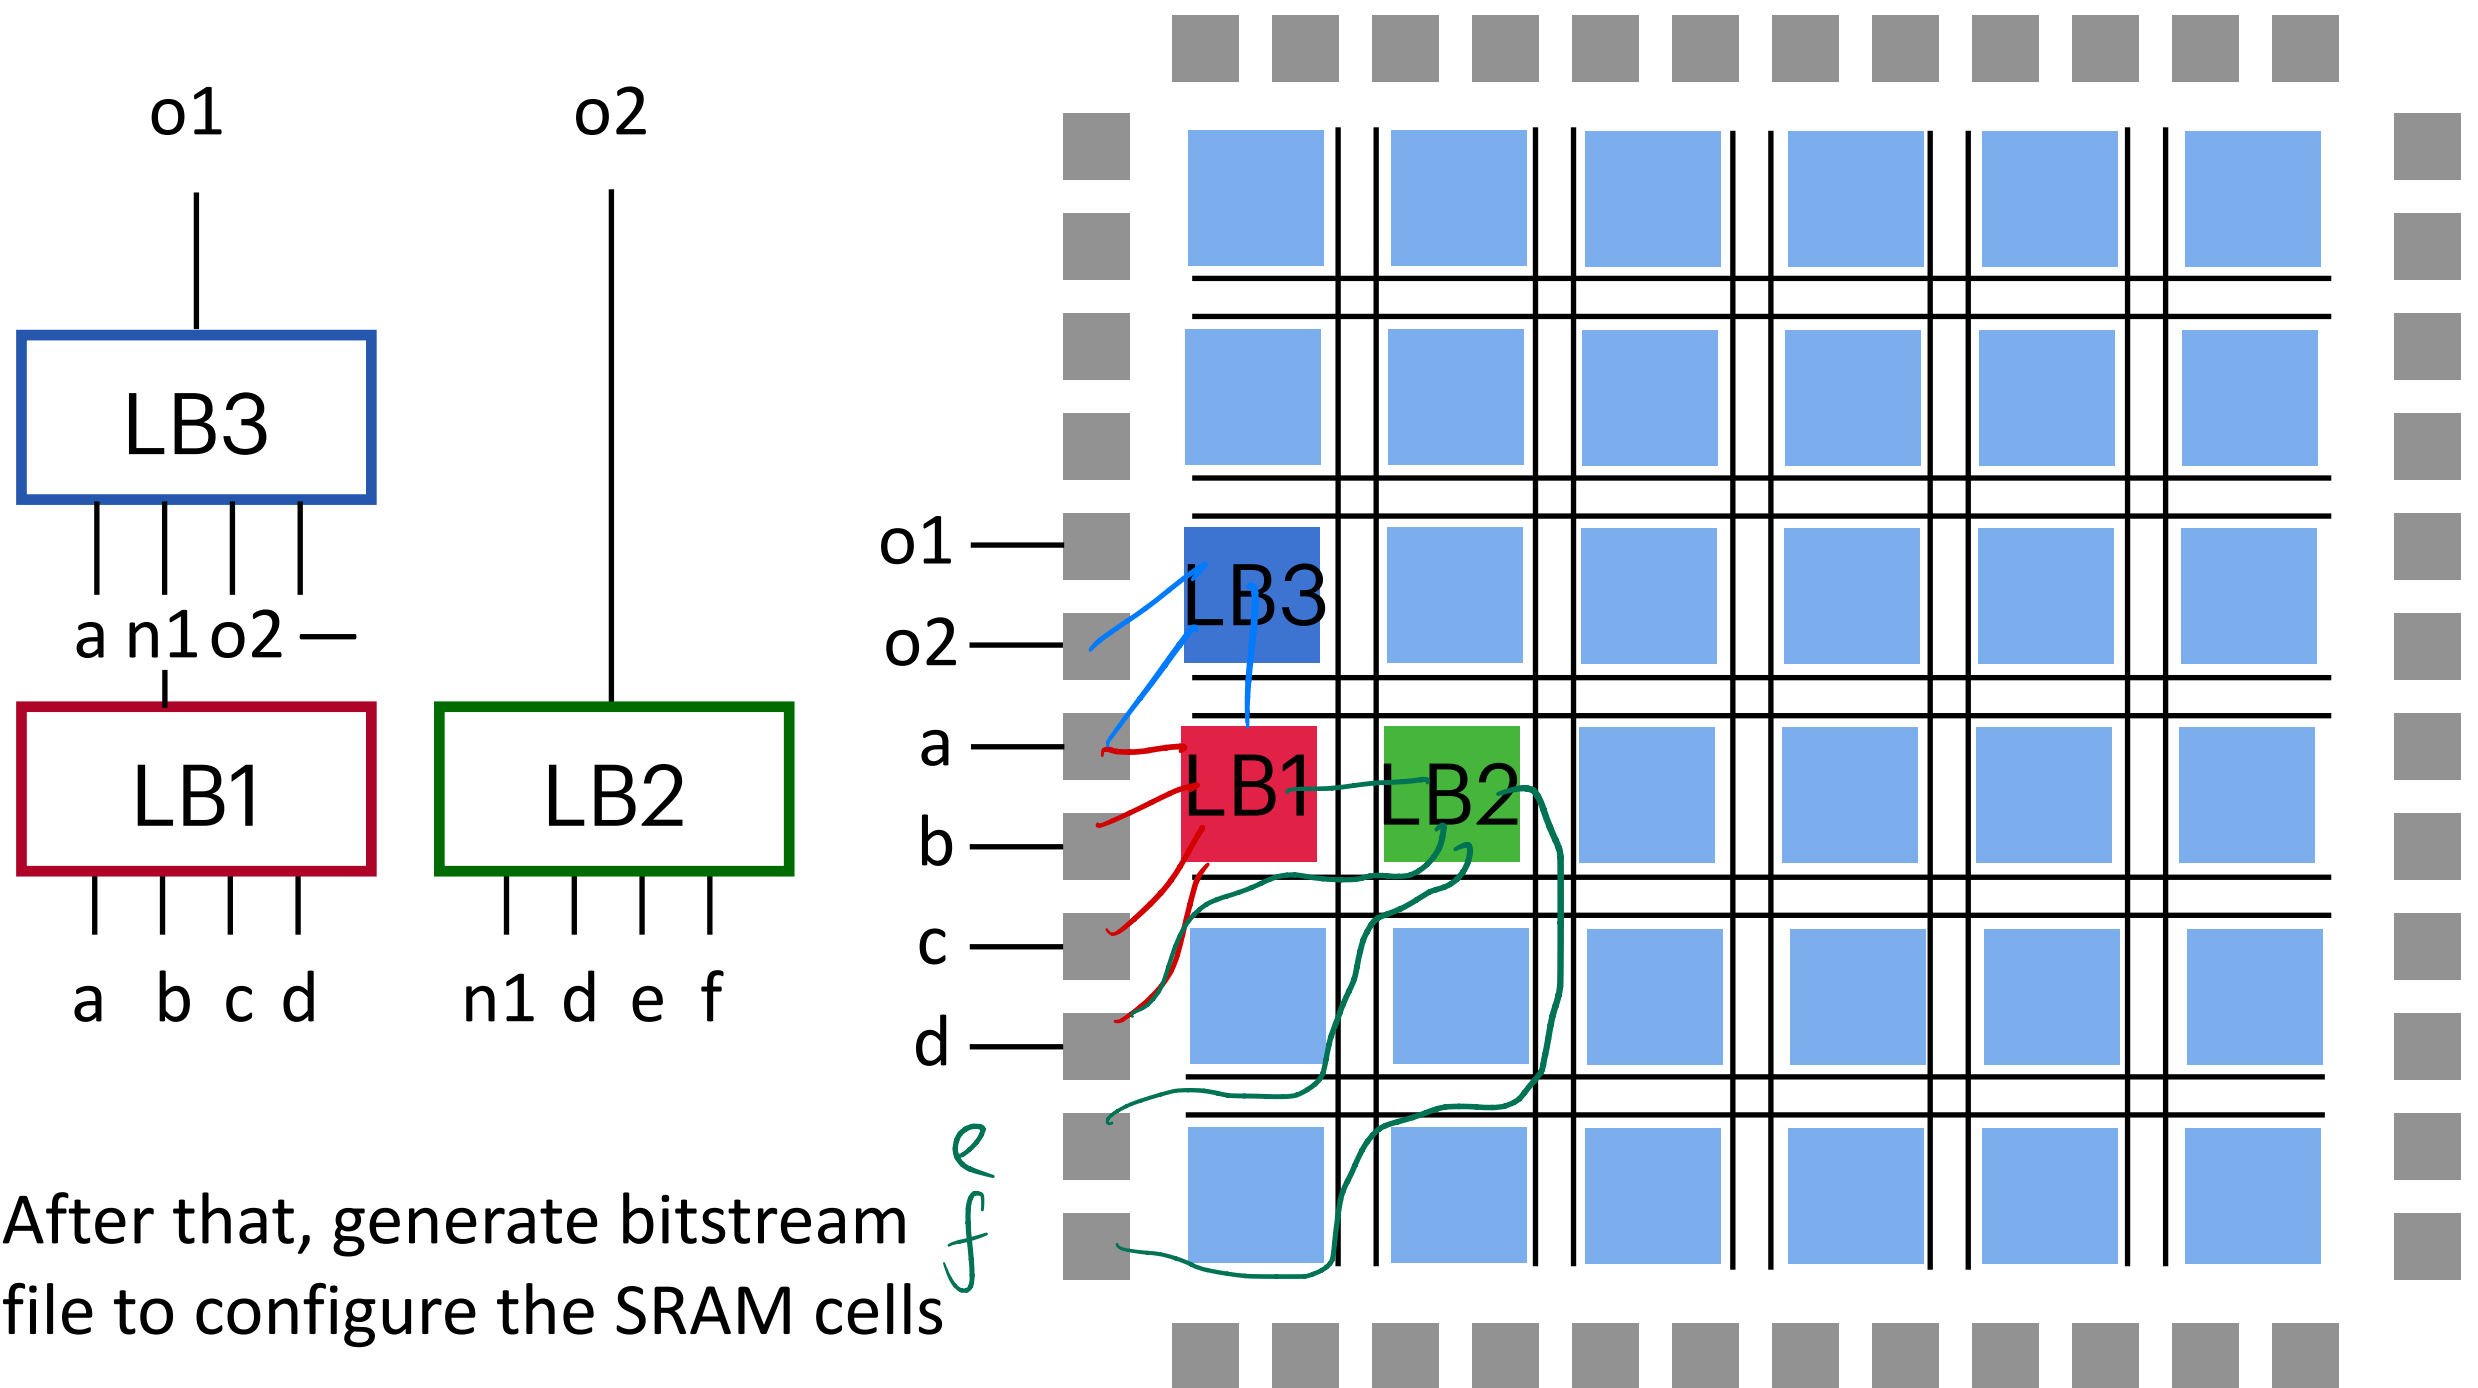 o1 o2
LB3
a n1 o2 —
LB1 LB2
a b c d n1 d e f
After that, generate bitstream
file to configure the SRAM cells
o1
o2
a
b
c
d
e
f
LB3
LB1 LB2